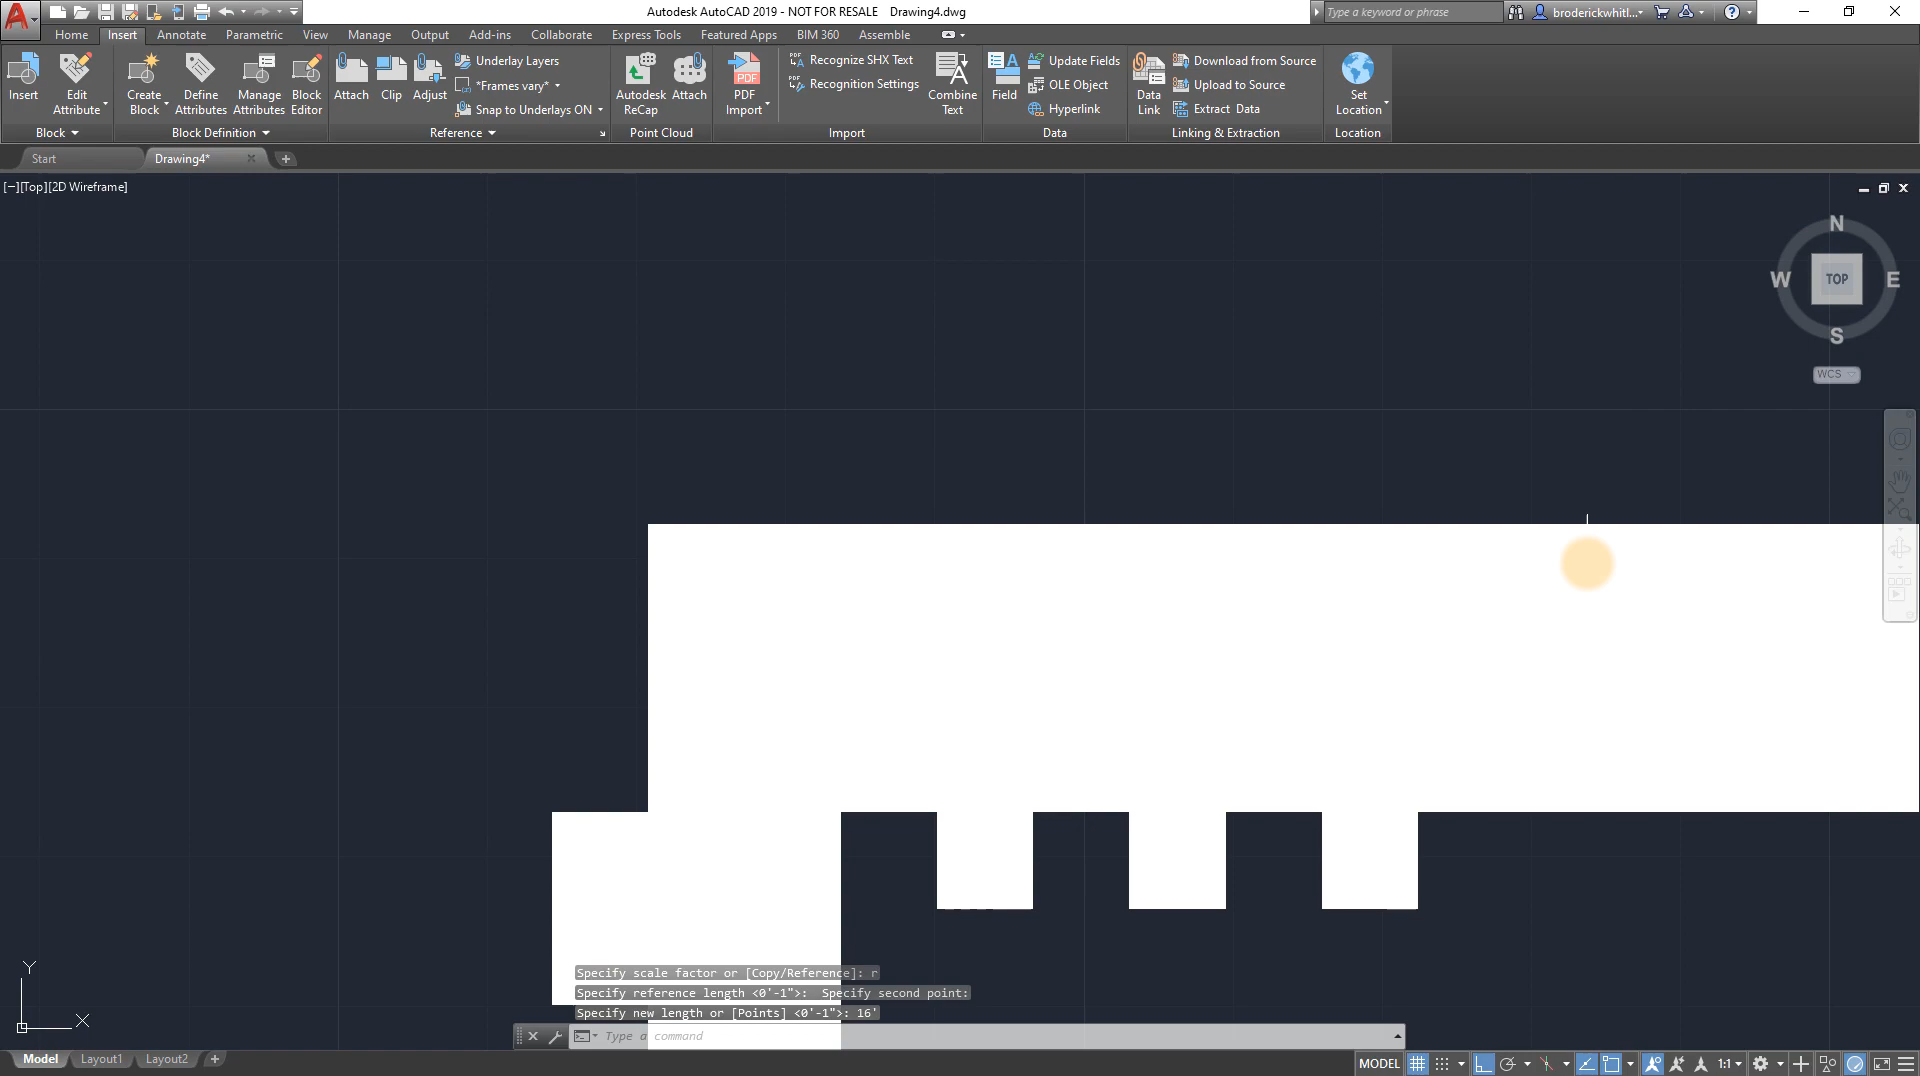 Autodesk AutoCAD 2019 - NOT FOR RESALE    Drawing4.dwg
Type a keyword or phrase
broderickwhitl...
Home Insert Annotate Parametric View Manage Output Add-ins Collaborate Express Tools Featured Apps BIM 360 Assemble
Insert
Edit Attribute
Create Block
Define Attributes
Manage Attributes
Block Editor
Attach
Clip
Adjust
Underlay Layers
*Frames vary*
Snap to Underlays ON
Autodesk ReCap
Attach
PDF Import
Recognize SHX Text
Recognition Settings
Combine Text
Field
Update Fields
OLE Object
Hyperlink
Data Link
Download from Source
Upload to Source
Extract Data
Set Location
Block Block Definition Reference Point Cloud Import Data Linking & Extraction Location
Start Drawing4*
[−][Top][2D Wireframe]
N
W TOP E
S
WCS
Y
X
Specify scale factor or [Copy/Reference]: r
Specify reference length <0'-1">:  Specify second point:
Specify new length or [Points] <0'-1">: 16'
Type a command
Model Layout1 Layout2
MODEL 1:1